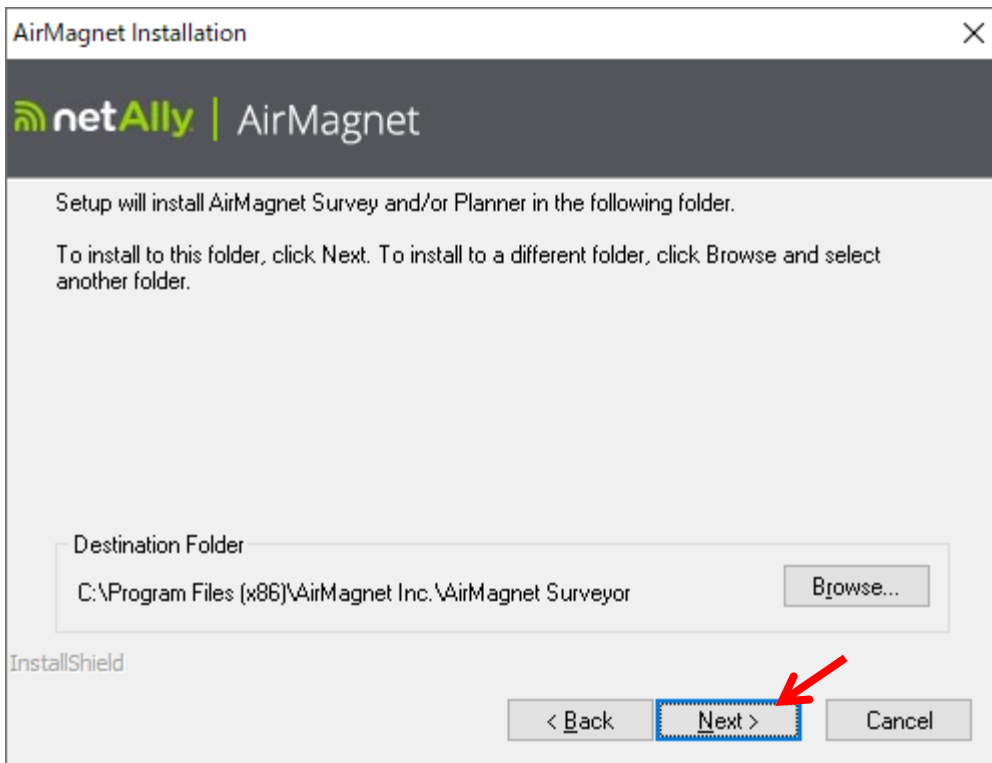 AirMagnet Installation
netAlly | AirMagnet
Setup will install AirMagnet Survey and/or Planner in the following folder.
To install to this folder, click Next. To install to a different folder, click Browse and select
another folder.
Destination Folder
C:\Program Files (x86)\AirMagnet Inc.\AirMagnet Surveyor
Browse...
InstallShield
< Back
Next >
Cancel